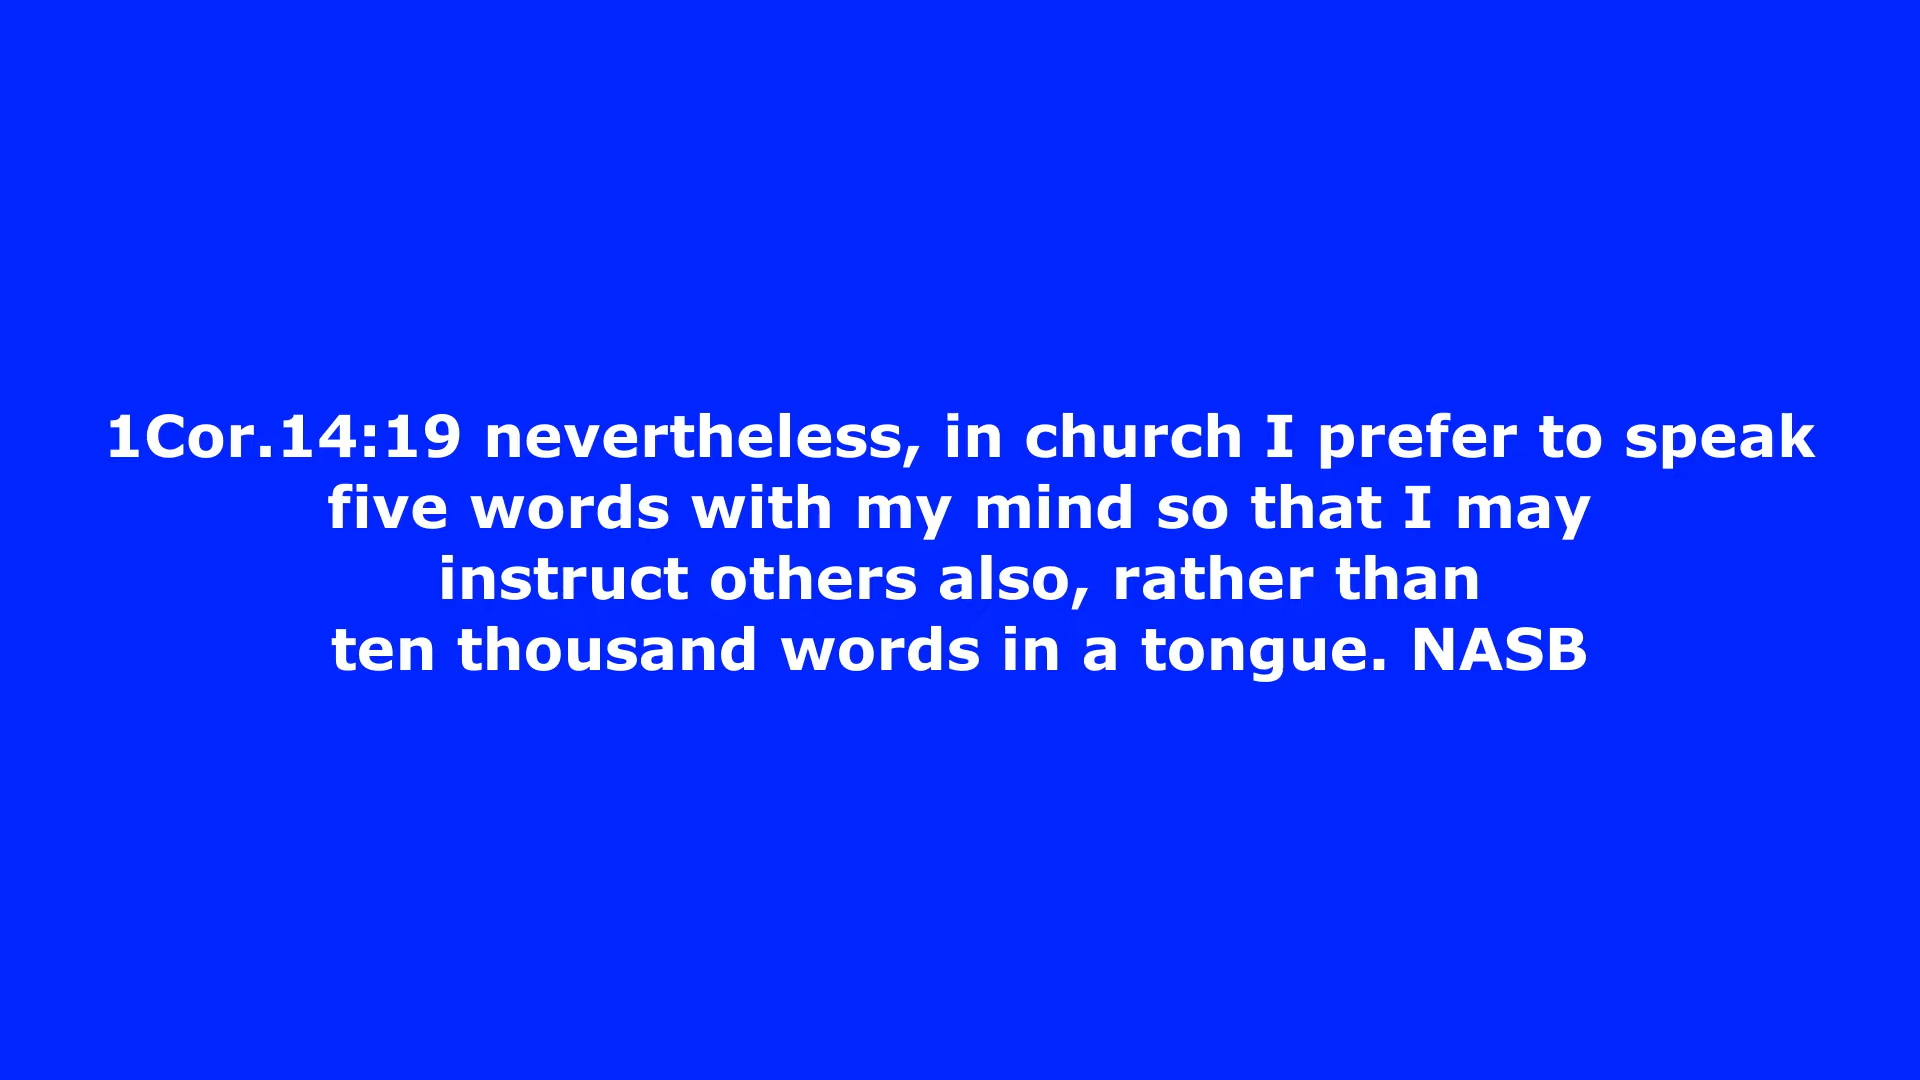 1Cor.14:19 nevertheless, in church I prefer to speak
five words with my mind so that I may
instruct others also, rather than
ten thousand words in a tongue. NASB